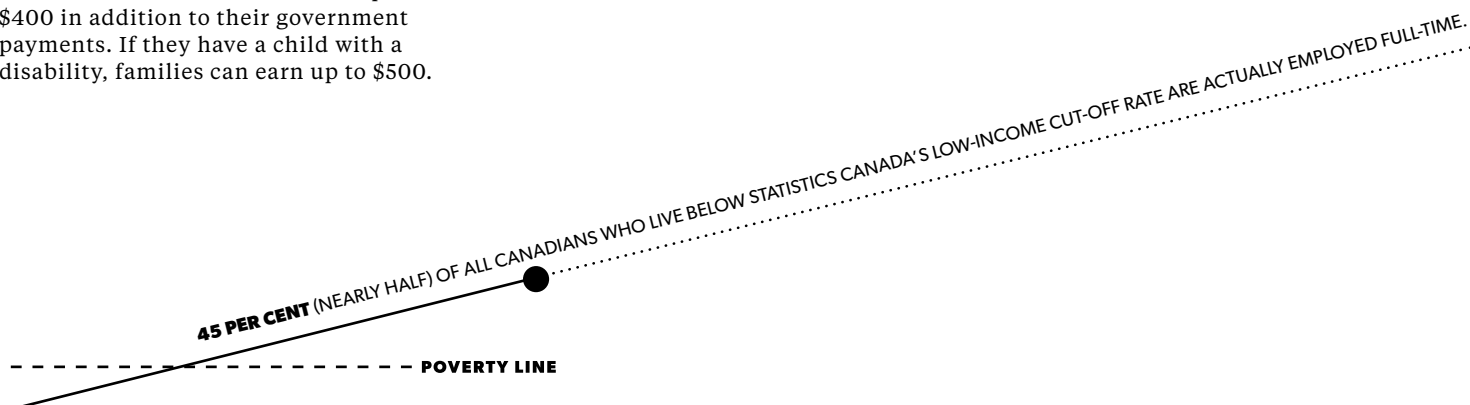 $400 in addition to their government
payments. If they have a child with a
disability, families can earn up to $500.
45 PER CENT (NEARLY HALF) OF ALL CANADIANS WHO LIVE BELOW STATISTICS CANADA'S LOW-INCOME CUT-OFF RATE ARE ACTUALLY EMPLOYED FULL-TIME.
POVERTY LINE